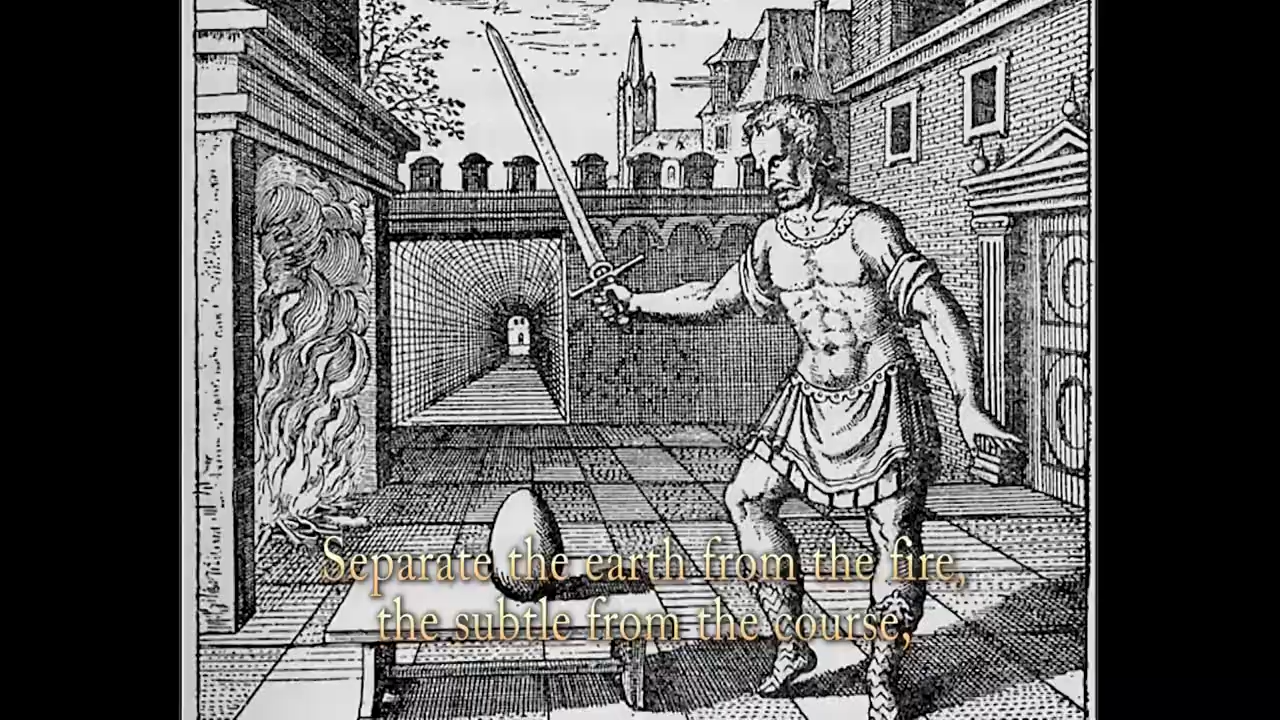 Separate the earth from the fire,
the subtle from the course,